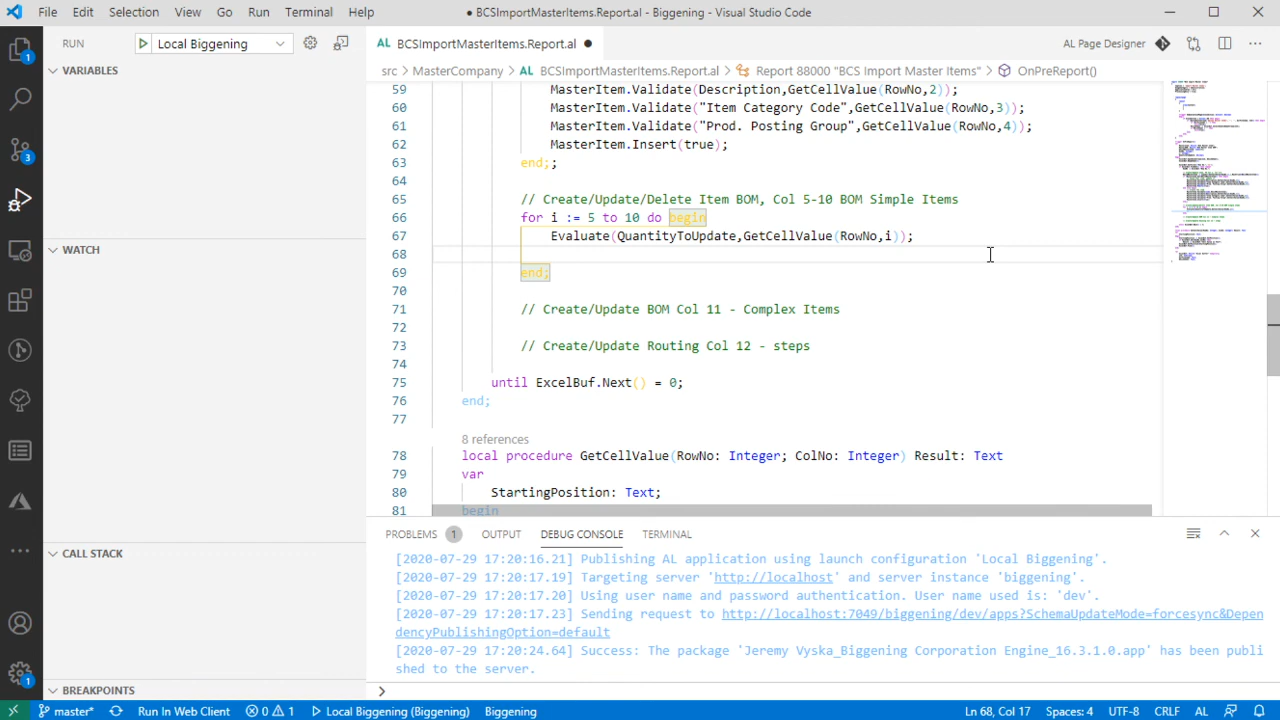 File Edit Selection View Go Run Terminal Help
● BCSImportMasterItems.Report.al - Biggening - Visual Studio Code
RUN Local Biggening
BCSImportMasterItems.Report.al ●
AL Page Designer
VARIABLES
WATCH
CALL STACK
BREAKPOINTS
src > MasterCompany > BCSImportMasterItems.Report.al > Report 88000 "BCS Import Master Items" > OnPreReport()
59 MasterItem.Validate(Description,GetCellValue(RowNo,2));
60 MasterItem.Validate("Item Category Code",GetCellValue(RowNo,3));
61 MasterItem.Validate("Prod. Posting Group",GetCellValue(RowNo,4));
62 MasterItem.Insert(true);
63 end;;
64
65 // Create/Update/Delete Item BOM, Col 5-10 BOM Simple Items
66 for i := 5 to 10 do begin
67 Evaluate(QuantityToUpdate,GetCellValue(RowNo,i));
68
69 end;
70
71 // Create/Update BOM Col 11 - Complex Items
72
73 // Create/Update Routing Col 12 - steps
74
75 until ExcelBuf.Next() = 0;
76 end;
77
8 references
78 local procedure GetCellValue(RowNo: Integer; ColNo: Integer) Result: Text
79 var
80 StartingPosition: Text;
81 begin
PROBLEMS 1 OUTPUT DEBUG CONSOLE TERMINAL
[2020-07-29 17:20:16.21] Publishing AL application using launch configuration 'Local Biggening'.
[2020-07-29 17:20:17.19] Targeting server 'http://localhost' and server instance 'biggening'.
[2020-07-29 17:20:17.20] Using user name and password authentication. User name used is: 'dev'.
[2020-07-29 17:20:17.23] Sending request to http://localhost:7049/biggening/dev/apps?SchemaUpdateMode=forcesync&Depen
dencyPublishingOption=default
[2020-07-29 17:20:24.64] Success: The package 'Jeremy Vyska_Biggening Corporation Engine_16.3.1.0.app' has been publi
shed to the server.
master* Run In Web Client 0 1 Local Biggening (Biggening) Biggening Ln 68, Col 17 Spaces: 4 UTF-8 CRLF AL